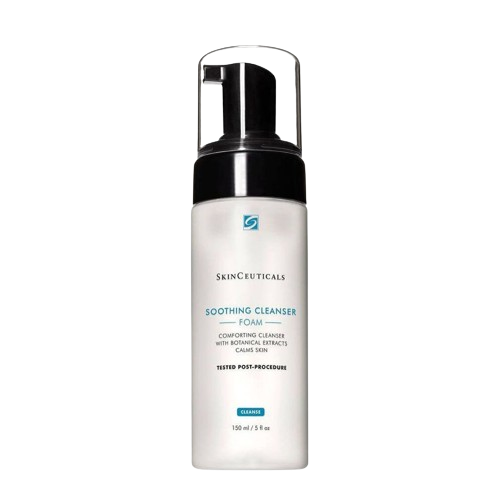 SKINCEUTICALS
SOOTHING CLEANSER
FOAM
COMFORTING CLEANSER
WITH BOTANICAL EXTRACTS
CALMS SKIN
TESTED POST-PROCEDURE
CLEANSE
150 ml / 5 fl oz